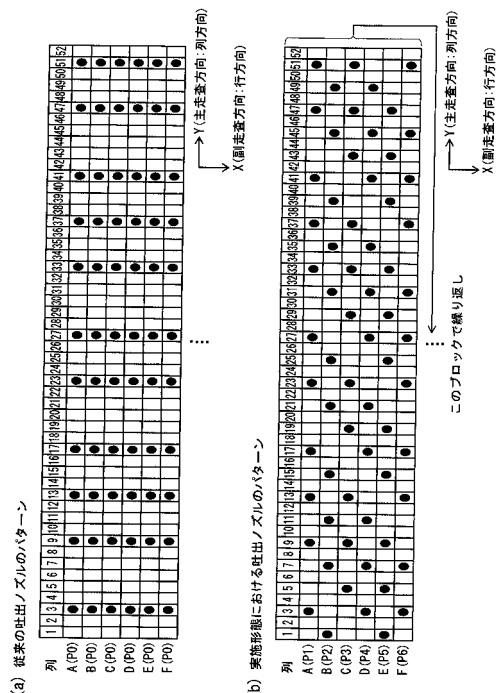 (a) 従来の吐出ノズルのパターン
列 1 2 3 4 5 6 7 8 9 10 11 12 13 14 15 16 17 18 19 20 21 22 23 24 25 26 27 28 29 30 31 32 33 34 35 36 37 38 39 40 41 42 43 44 45 46 47 48 49 50 51 52
A(P0)
B(P0)
C(P0)
D(P0)
E(P0)
F(P0)
Y(主走査方向:列方向)
X(副走査方向:行方向)
b) 実施形態における吐出ノズルのパターン
列 1 2 3 4 5 6 7 8 9 10 11 12 13 14 15 16 17 18 19 20 21 22 23 24 25 26 27 28 29 30 31 32 33 34 35 36 37 38 39 40 41 42 43 44 45 46 47 48 49 50 51 52
A(P1)
B(P2)
C(P3)
D(P4)
E(P5)
F(P6)
このブロックで繰り返し
Y(主走査方向:列方向)
X(副走査方向:行方向)